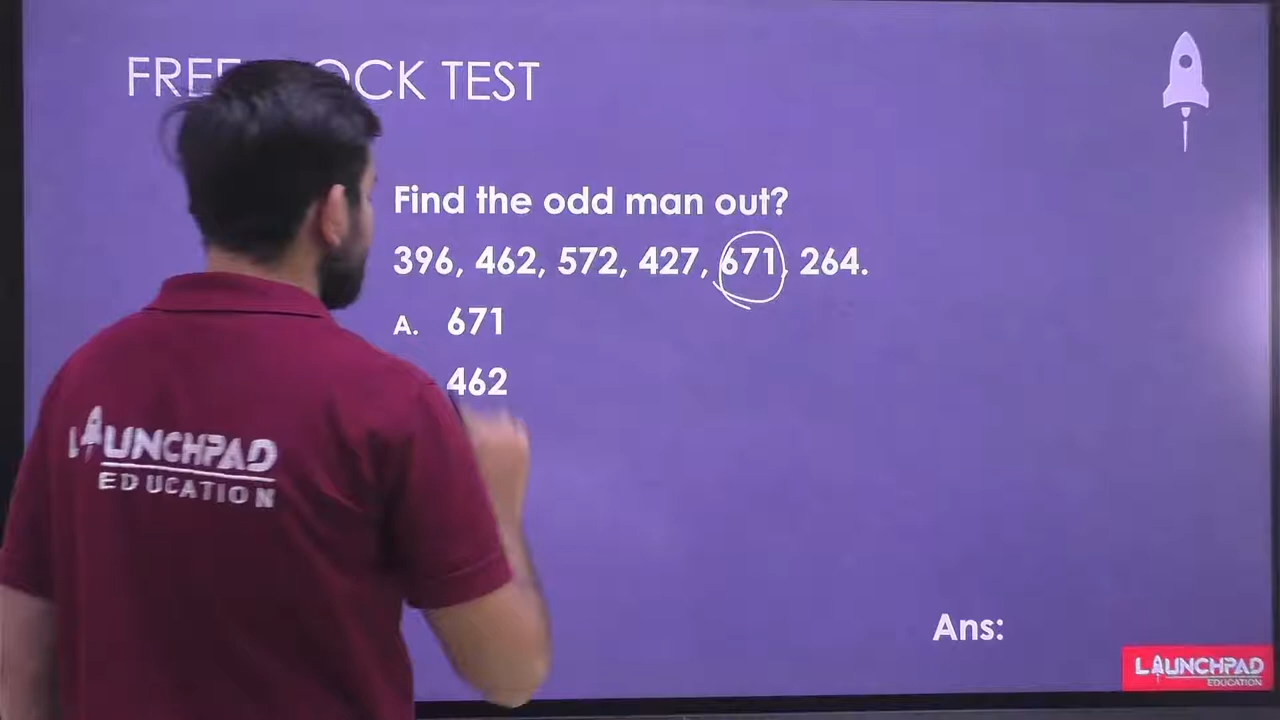 FREE MOCK TEST
Find the odd man out?
396, 462, 572, 427, 671, 264.
A. 671
462
Ans:
LAUNCHPAD
EDUCATION
LAUNCHPAD
EDUCATION